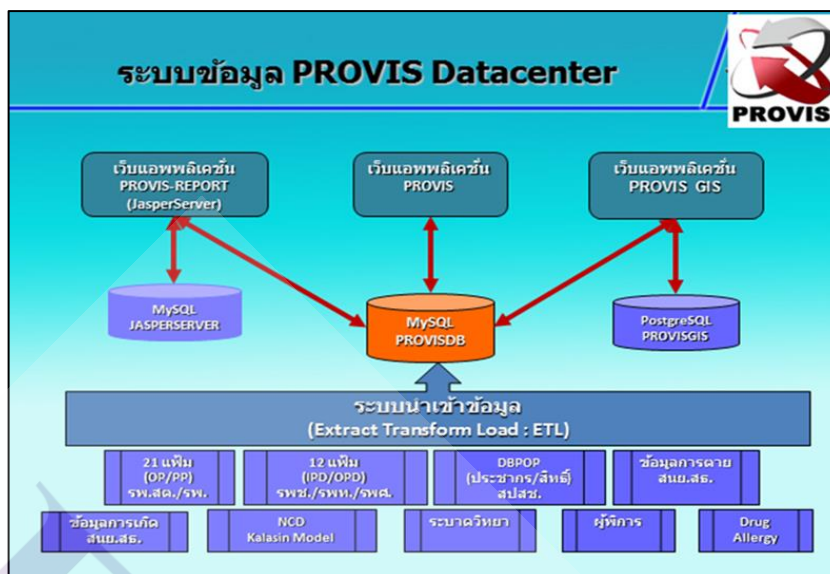 ระบบข้อมูล PROVIS Datacenter
PROVIS
เว็บแอพพลิเคชั่น
PROVIS-REPORT
(JasperServer)
เว็บแอพพลิเคชั่น
PROVIS
เว็บแอพพลิเคชั่น
PROVIS GIS
MySQL
JASPERSERVER
MySQL
PROVISDB
PostgreSQL
PROVISGIS
ระบบนำเข้าข้อมูล
(Extract Transform Load : ETL)
21 แฟ้ม
(OP/PP)
รพ.สต./รพ.
12 แฟ้ม
(IPD/OPD)
รพช./รพท./รพศ.
DBPOP
(ประชากร/สิทธิ์)
สปสช.
ข้อมูลการตาย
สนย.สธ.
ข้อมูลการเกิด
สนย.สธ.
NCD
Kalasin Model
ระบาดวิทยา
ผู้พิการ
Drug
Allergy